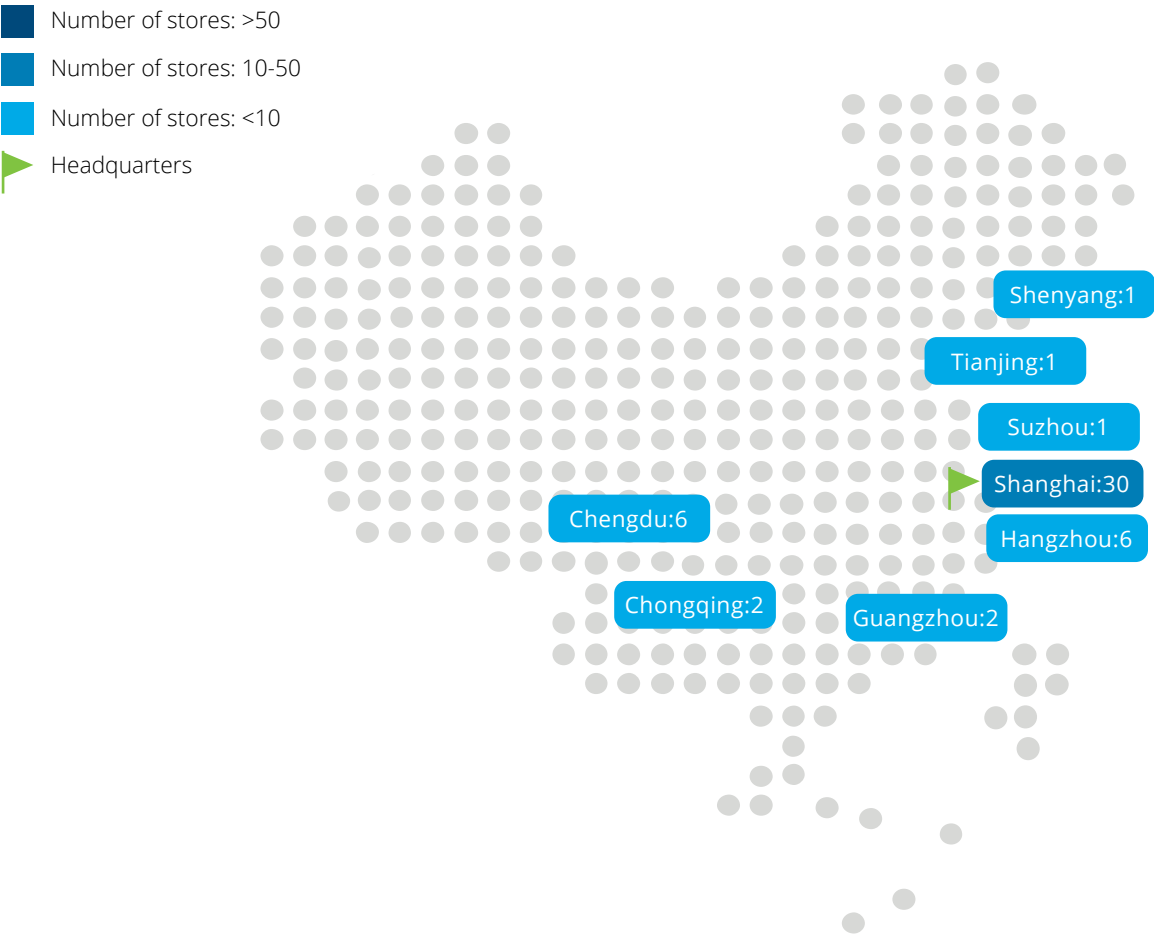 Number of stores: >50
Number of stores: 10-50
Number of stores: <10
Headquarters
Shenyang:1
Tianjing:1
Suzhou:1
Shanghai:30
Chengdu:6
Hangzhou:6
Chongqing:2
Guangzhou:2